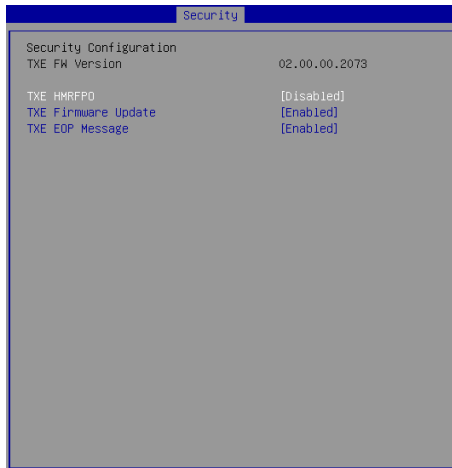 Security
Security Configuration
TXE FW Version 02.00.00.2073
TXE HMRFPO [Disabled]
TXE Firmware Update [Enabled]
TXE EOP Message [Enabled]